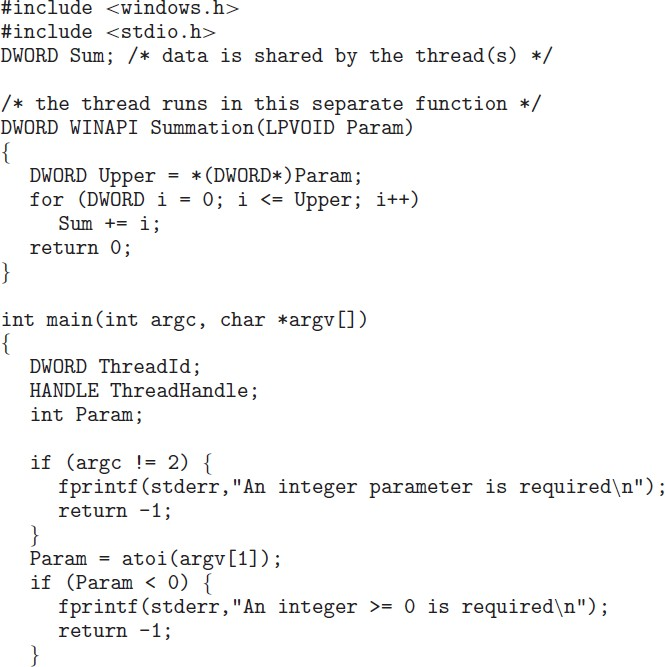 #include <windows.h>
#include <stdio.h>
DWORD Sum; /* data is shared by the thread(s) */

/* the thread runs in this separate function */
DWORD WINAPI Summation(LPVOID Param)
{
   DWORD Upper = *(DWORD*)Param;
   for (DWORD i = 0; i <= Upper; i++)
      Sum += i;
   return 0;
}

int main(int argc, char *argv[])
{
   DWORD ThreadId;
   HANDLE ThreadHandle;
   int Param;

   if (argc != 2) {
      fprintf(stderr,"An integer parameter is required\n");
      return -1;
   }
   Param = atoi(argv[1]);
   if (Param < 0) {
      fprintf(stderr,"An integer >= 0 is required\n");
      return -1;
   }